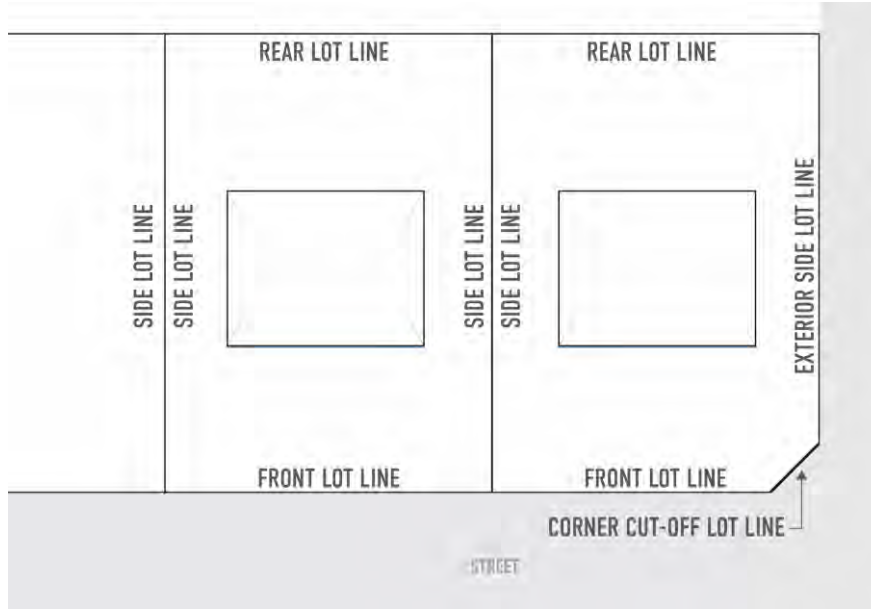 REAR LOT LINE
REAR LOT LINE
SIDE LOT LINE
SIDE LOT LINE
SIDE LOT LINE
SIDE LOT LINE
EXTERIOR SIDE LOT LINE
FRONT LOT LINE
FRONT LOT LINE
CORNER CUT-OFF LOT LINE
STREET